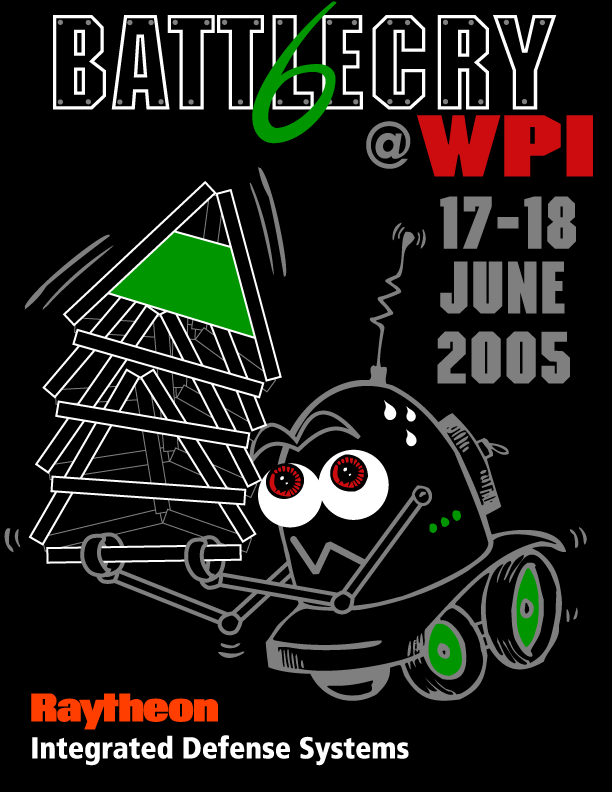 BATTLECRY
6
@ WPI
17-18
JUNE
2005
Raytheon
Integrated Defense Systems